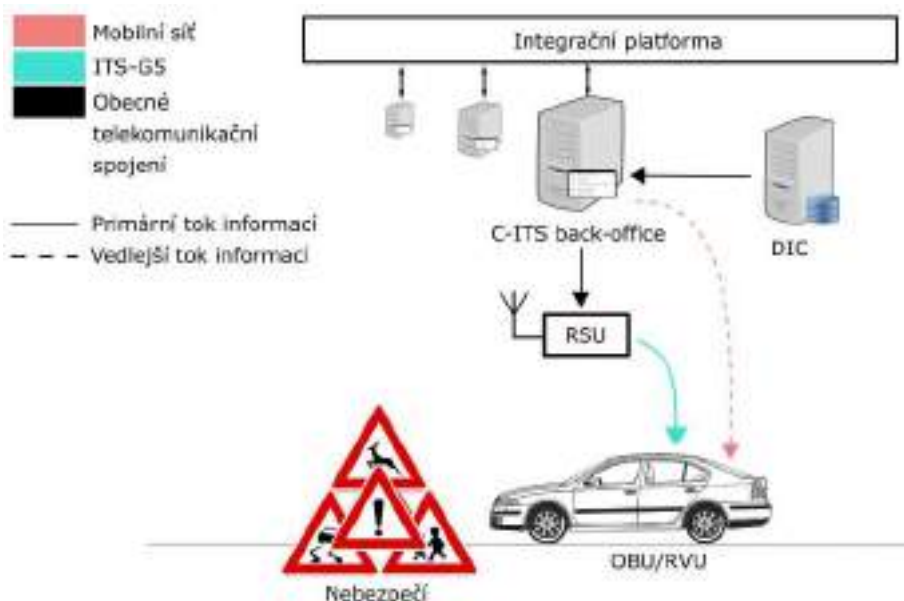 Mobilní síť
ITS-G5
Obecné
telekomunikační
spojení
Primární tok informací
Vedlejší tok informací
Integrační platforma
C-ITS back-office
DIC
RSU
OBU/RVU
Nebezpečí